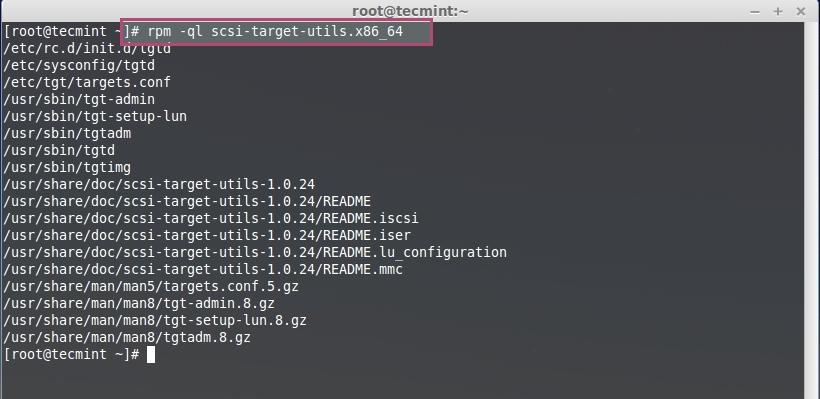 root@tecmint:~
[root@tecmint ~]# rpm -ql scsi-target-utils.x86_64
/etc/rc.d/init.d/tgtd
/etc/sysconfig/tgtd
/etc/tgt/targets.conf
/usr/sbin/tgt-admin
/usr/sbin/tgt-setup-lun
/usr/sbin/tgtadm
/usr/sbin/tgtd
/usr/sbin/tgtimg
/usr/share/doc/scsi-target-utils-1.0.24
/usr/share/doc/scsi-target-utils-1.0.24/README
/usr/share/doc/scsi-target-utils-1.0.24/README.iscsi
/usr/share/doc/scsi-target-utils-1.0.24/README.iser
/usr/share/doc/scsi-target-utils-1.0.24/README.lu_configuration
/usr/share/doc/scsi-target-utils-1.0.24/README.mmc
/usr/share/man/man5/targets.conf.5.gz
/usr/share/man/man8/tgt-admin.8.gz
/usr/share/man/man8/tgt-setup-lun.8.gz
/usr/share/man/man8/tgtadm.8.gz
[root@tecmint ~]#